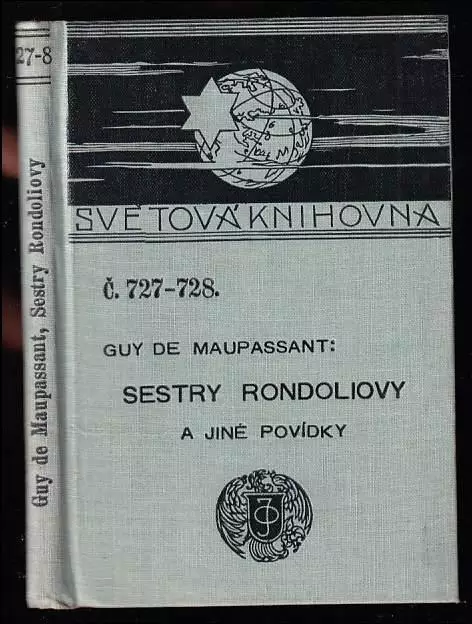 27-8
Guy de Maupassant, Sestry Rondoliovy
SVĚTOVÁ KNIHOVNA
Č. 727-728.
GUY DE MAUPASSANT:
SESTRY RONDOLIOVY
A JINÉ POVÍDKY